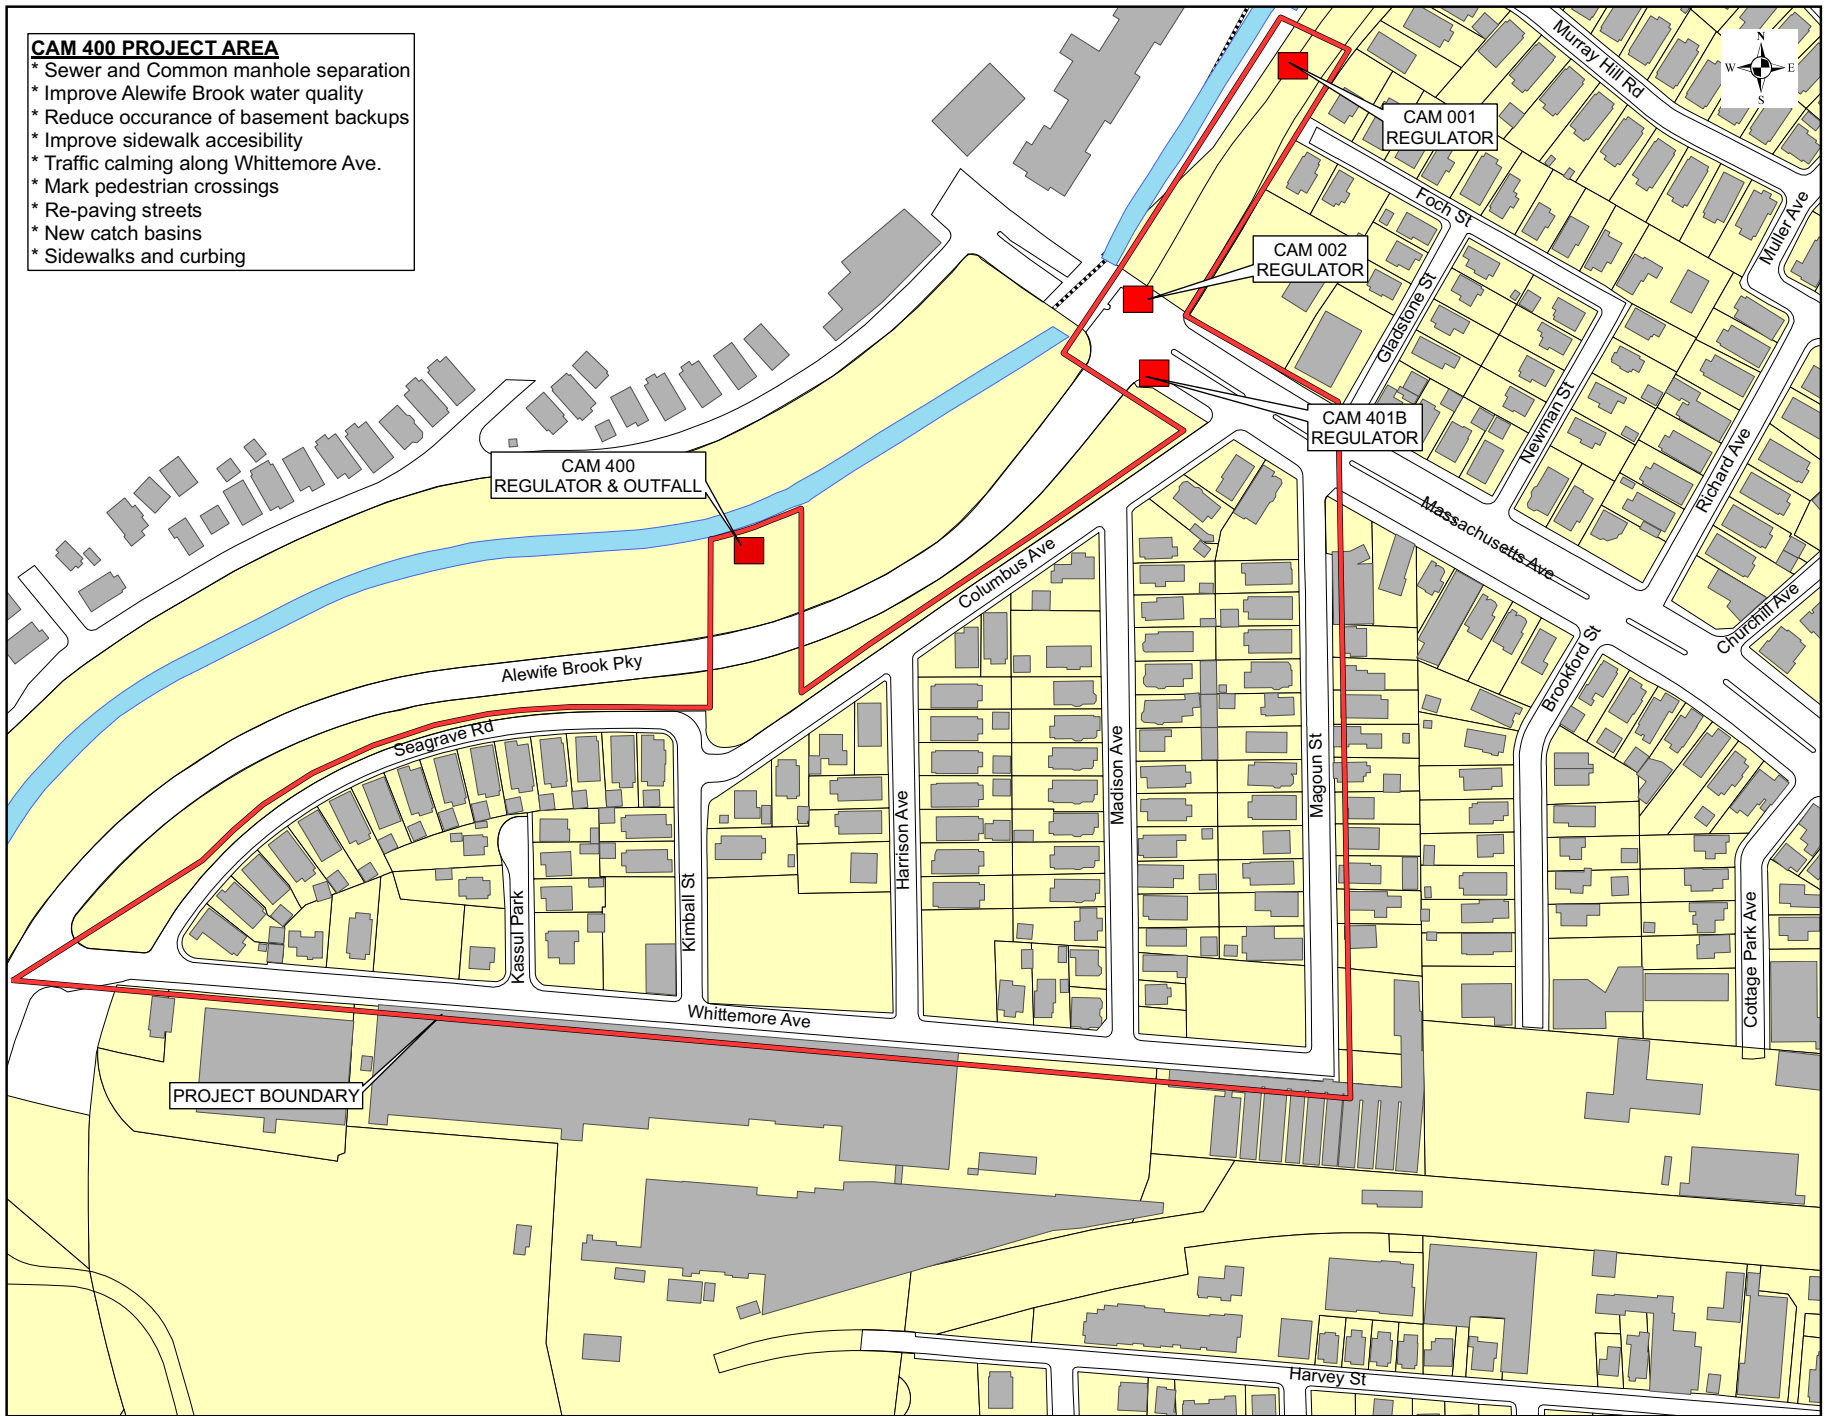 CAM 400 PROJECT AREA
* Sewer and Common manhole separation
* Improve Alewife Brook water quality
* Reduce occurance of basement backups
* Improve sidewalk accesibility
* Traffic calming along Whittemore Ave.
* Mark pedestrian crossings
* Re-paving streets
* New catch basins
* Sidewalks and curbing
N
W
E
S
Murray Hill Rd
CAM 001
REGULATOR
Foch St
Muller Ave
CAM 002
REGULATOR
Gladstone St
Newman St
Richard Ave
CAM 401B
REGULATOR
CAM 400
REGULATOR & OUTFALL
Massachusetts Ave
Columbus Ave
Churchill Ave
Brookford St
Alewife Brook Pky
Seagrave Rd
Madison Ave
Magoun St
Harrison Ave
Kimball St
Kassul Park
Cottage Park Ave
Whittemore Ave
PROJECT BOUNDARY
Harvey St